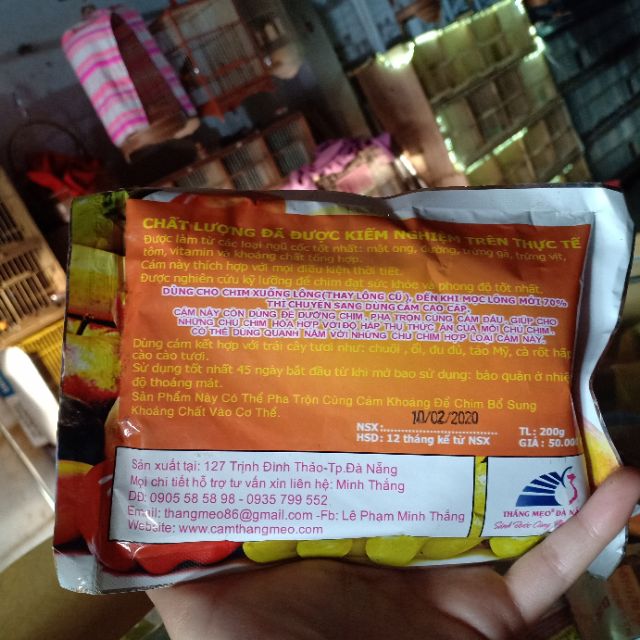 CHẤT LƯỢNG ĐÃ ĐƯỢC KIỂM NGHIỆM TRÊN THỰC TẾ
Được làm từ các loại ngũ cốc tốt nhất: mật ong, đường, trứng gà, trứng vịt,
tôm, vitamin và khoáng chất tổng hợp.
Cám này thích hợp với mọi điều kiện thời tiết.
Được nghiên cứu kỹ lưỡng để chim đạt sức khỏe và phong độ tốt nhất.
DÙNG CHO CHIM XUỐNG LÔNG (THAY LÔNG CŨ), ĐẾN KHI MỌC LÔNG MỚI 70%
THÌ CHUYỂN SANG DÙNG CÁM CAO CẤP.
CÁM NÀY CÒN DÙNG ĐỂ DƯỠNG CHIM, PHA TRỘN CÙNG CÁM ĐẤU GIÚP CHO
NHỮNG CHÚ CHIM HÒA HỢP VỚI ĐỘ HẤP THỤ THỨC ĂN CỦA MỖI CHÚ CHIM
CÓ THỂ DÙNG QUANH NĂM VỚI NHỮNG CHÚ CHIM HỢP LOẠI CÁM NÀY.
Dùng cám kết hợp với trái cây tươi như: chuối, ổi, đu đủ, táo Mỹ, cà rốt
cào cào tươi.
Sử dụng tốt nhất 45 ngày bắt đầu từ khi mở bao sử dụng: bảo quản ở
độ thoáng mát.
Sản Phẩm Này Có Thể Pha Trộn Cùng Cám Khoáng Để Chim Bổ Sung
Khoáng Chất Vào Cơ Thể.
NSX: 10/02/2020 TL: 200g
HSD: 12 tháng kể từ NSX GIÁ: 50.000
Sản xuất tại: 127 Trịnh Đình Thảo-Tp.Đà Nẵng
Mọi chi tiết hỗ trợ tư vấn xin liên hệ: Minh Thắng
DĐ: 0905 58 58 98 - 0935 799 552
Email: thangmeo86@gmail.com -Fb: Lê Phạm Minh Thắng
Website: www.camthangmeo.com
THẮNG MEO® ĐÀ
Sánh Bước Cùng